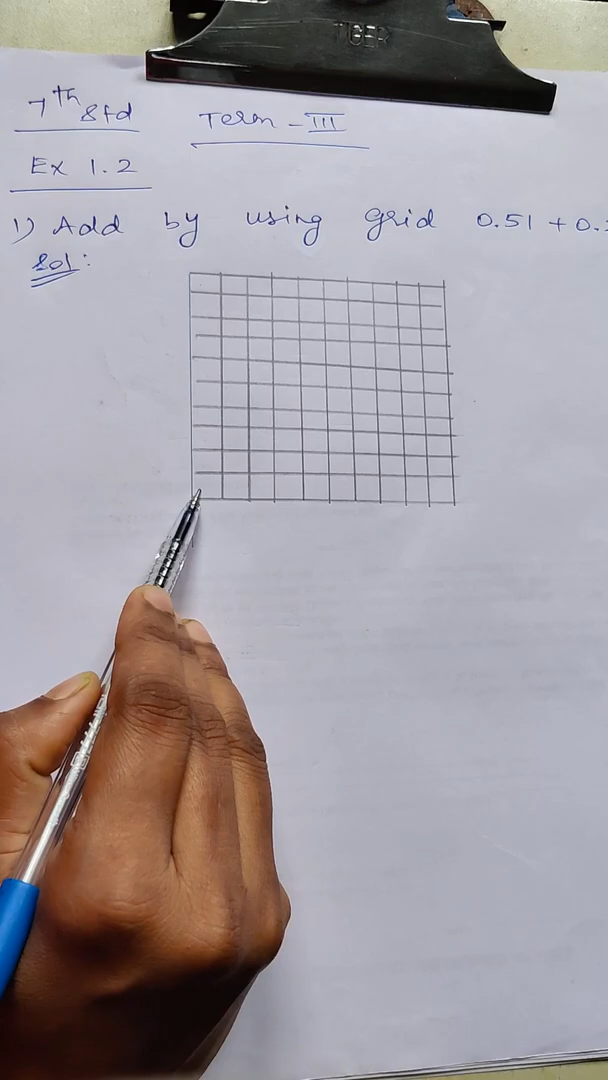 TIGER
7th Std Term - III
Ex 1.2
1) Add by using grid 0.51 + 0.
Sol: